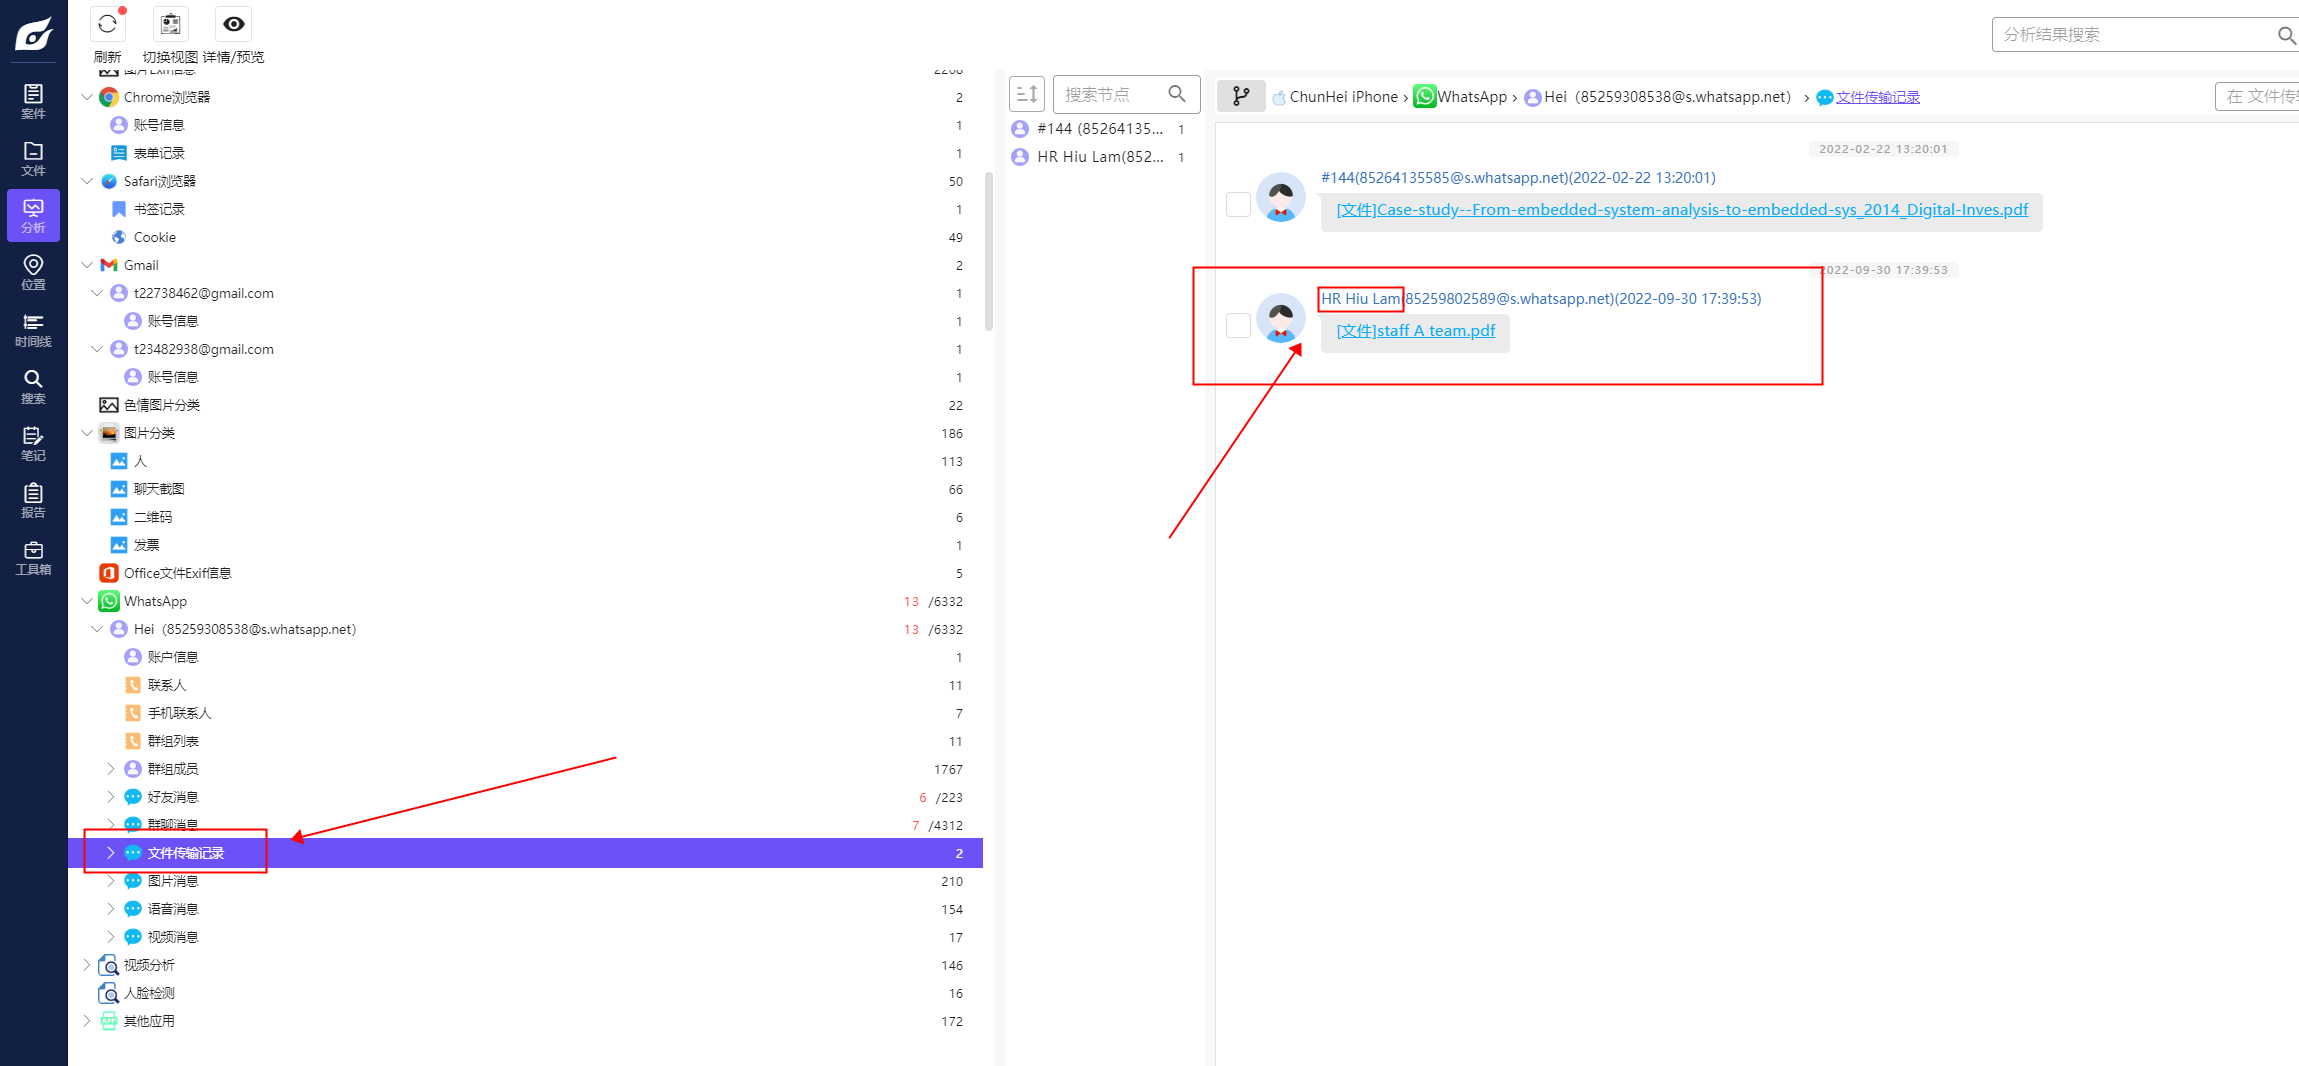 刷新
切换视图
详情/预览
分析结果搜索
案件
文件
分析
位置
时间线
搜索
笔记
报告
工具箱
图片Exif信息 2208
Chrome浏览器 2
账号信息 1
表单记录 1
Safari浏览器 50
书签记录 1
Cookie 49
Gmail 2
t22738462@gmail.com 1
账号信息 1
t23482938@gmail.com 1
账号信息 1
色情图片分类 22
图片分类 186
人 113
聊天截图 66
二维码 6
发票 1
Office文件Exif信息 5
WhatsApp 13 /6332
Hei（85259308538@s.whatsapp.net） 13 /6332
账户信息 1
联系人 11
手机联系人 7
群组列表 11
群组成员 1767
好友消息 6 /223
群聊消息 7 /4312
文件传输记录 2
图片消息 210
语音消息 154
视频消息 17
视频分析 146
人脸检测 16
其他应用 172
搜索节点
#144 (85264135... 1
HR Hiu Lam(852... 1
ChunHei iPhone › WhatsApp › Hei（85259308538@s.whatsapp.net） › 文件传输记录
在 文件传输
2022-02-22 13:20:01
#144(85264135585@s.whatsapp.net)(2022-02-22 13:20:01)
[文件]Case-study--From-embedded-system-analysis-to-embedded-sys_2014_Digital-Inves.pdf
2022-09-30 17:39:53
HR Hiu Lam(85259802589@s.whatsapp.net)(2022-09-30 17:39:53)
[文件]staff A team.pdf